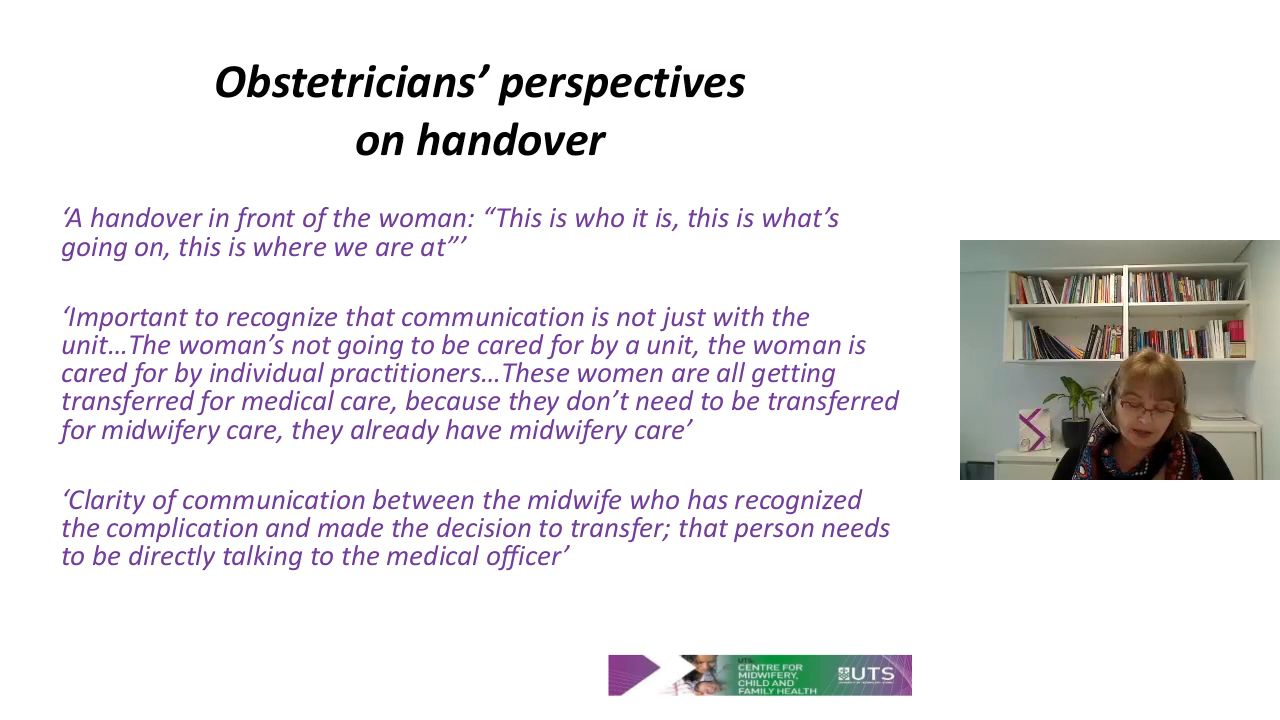 Obstetricians’ perspectives
on handover
‘A handover in front of the woman: “This is who it is, this is what’s
going on, this is where we are at”’
‘Important to recognize that communication is not just with the
unit…The woman’s not going to be cared for by a unit, the woman is
cared for by individual practitioners…These women are all getting
transferred for medical care, because they don’t need to be transferred
for midwifery care, they already have midwifery care’
‘Clarity of communication between the midwife who has recognized
the complication and made the decision to transfer; that person needs
to be directly talking to the medical officer’
UTS:
CENTRE FOR
MIDWIFERY,
CHILD AND
FAMILY HEALTH
UTS